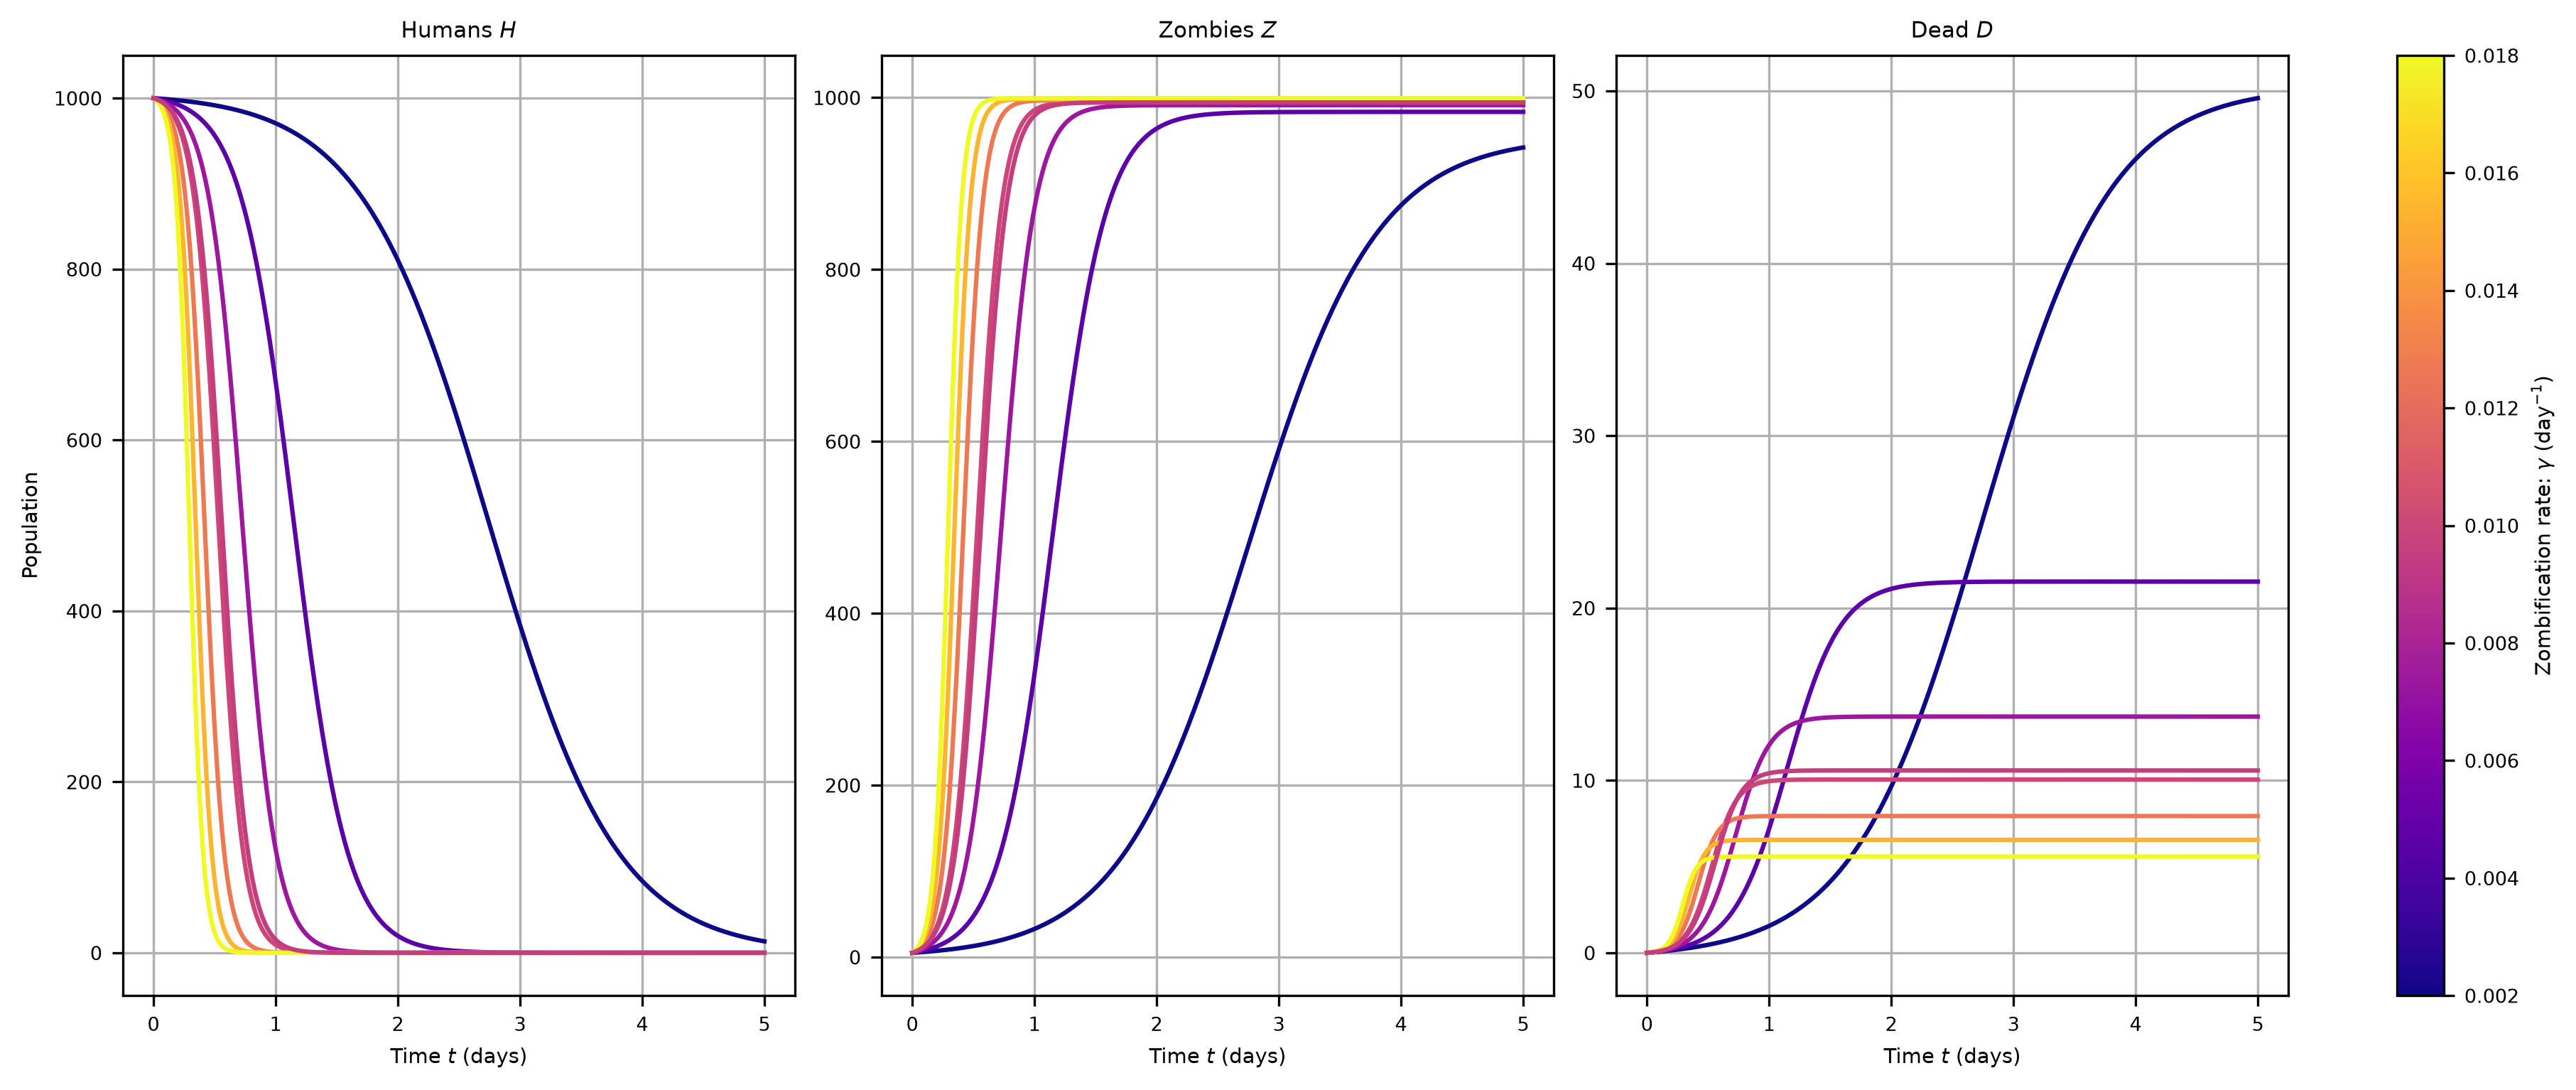 Humans H
Zombies Z
Dead D
Population
1000
800
600
400
200
0
0 1 2 3 4 5
Time t (days)
1000
800
600
400
200
0
0 1 2 3 4 5
Time t (days)
50
40
30
20
10
0
0 1 2 3 4 5
Time t (days)
0.018
0.016
0.014
0.012
0.010
0.008
0.006
0.004
0.002
Zombification rate: γ (day⁻¹)